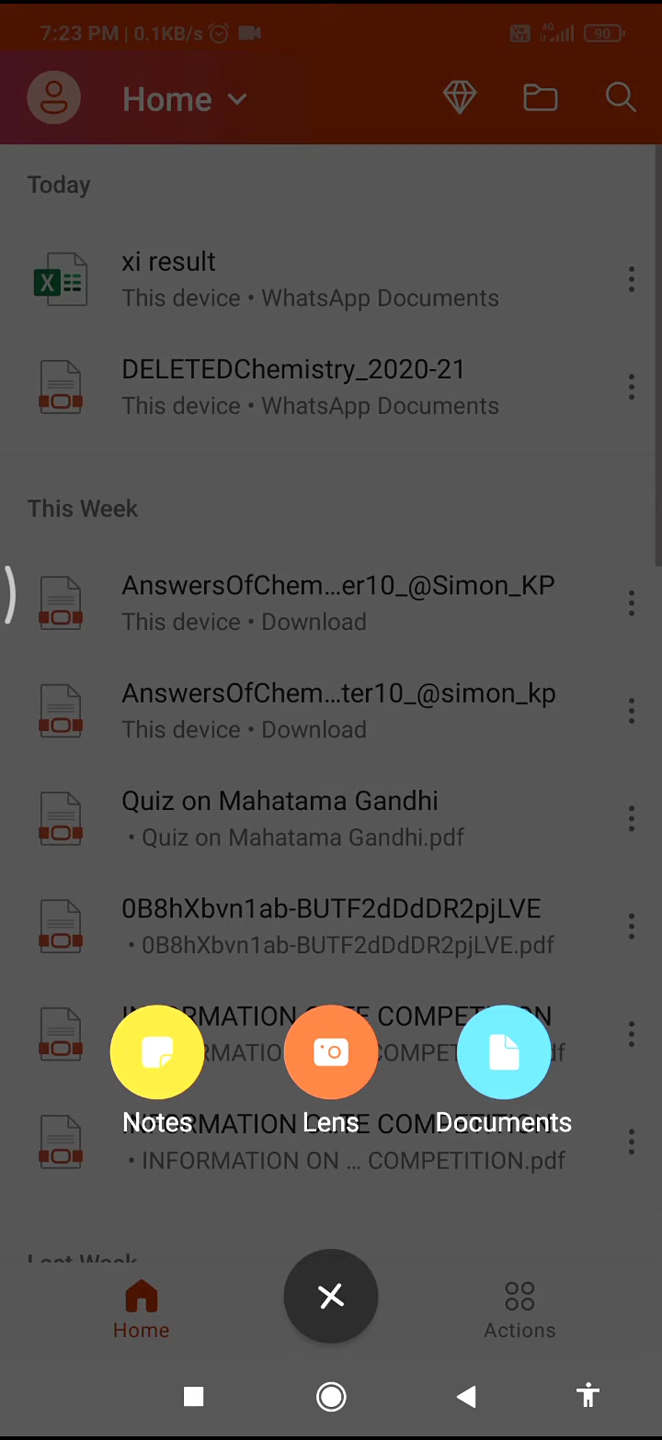 7:23 PM | 0.1KB/s
4G
90
Home
Today
xi result
This device • WhatsApp Documents
DELETEDChemistry_2020-21
This device • WhatsApp Documents
This Week
AnswersOfChem...er10_@Simon_KP
This device • Download
AnswersOfChem...ter10_@simon_kp
This device • Download
Quiz on Mahatama Gandhi
• Quiz on Mahatama Gandhi.pdf
0B8hXbvn1ab-BUTF2dDdDR2pjLVE
• 0B8hXbvn1ab-BUTF2dDdDR2pjLVE.pdf
COMPETITION
Notes
Lens
Documents
• INFORMATION ON ... COMPETITION.pdf
Last Week
Home
Actions